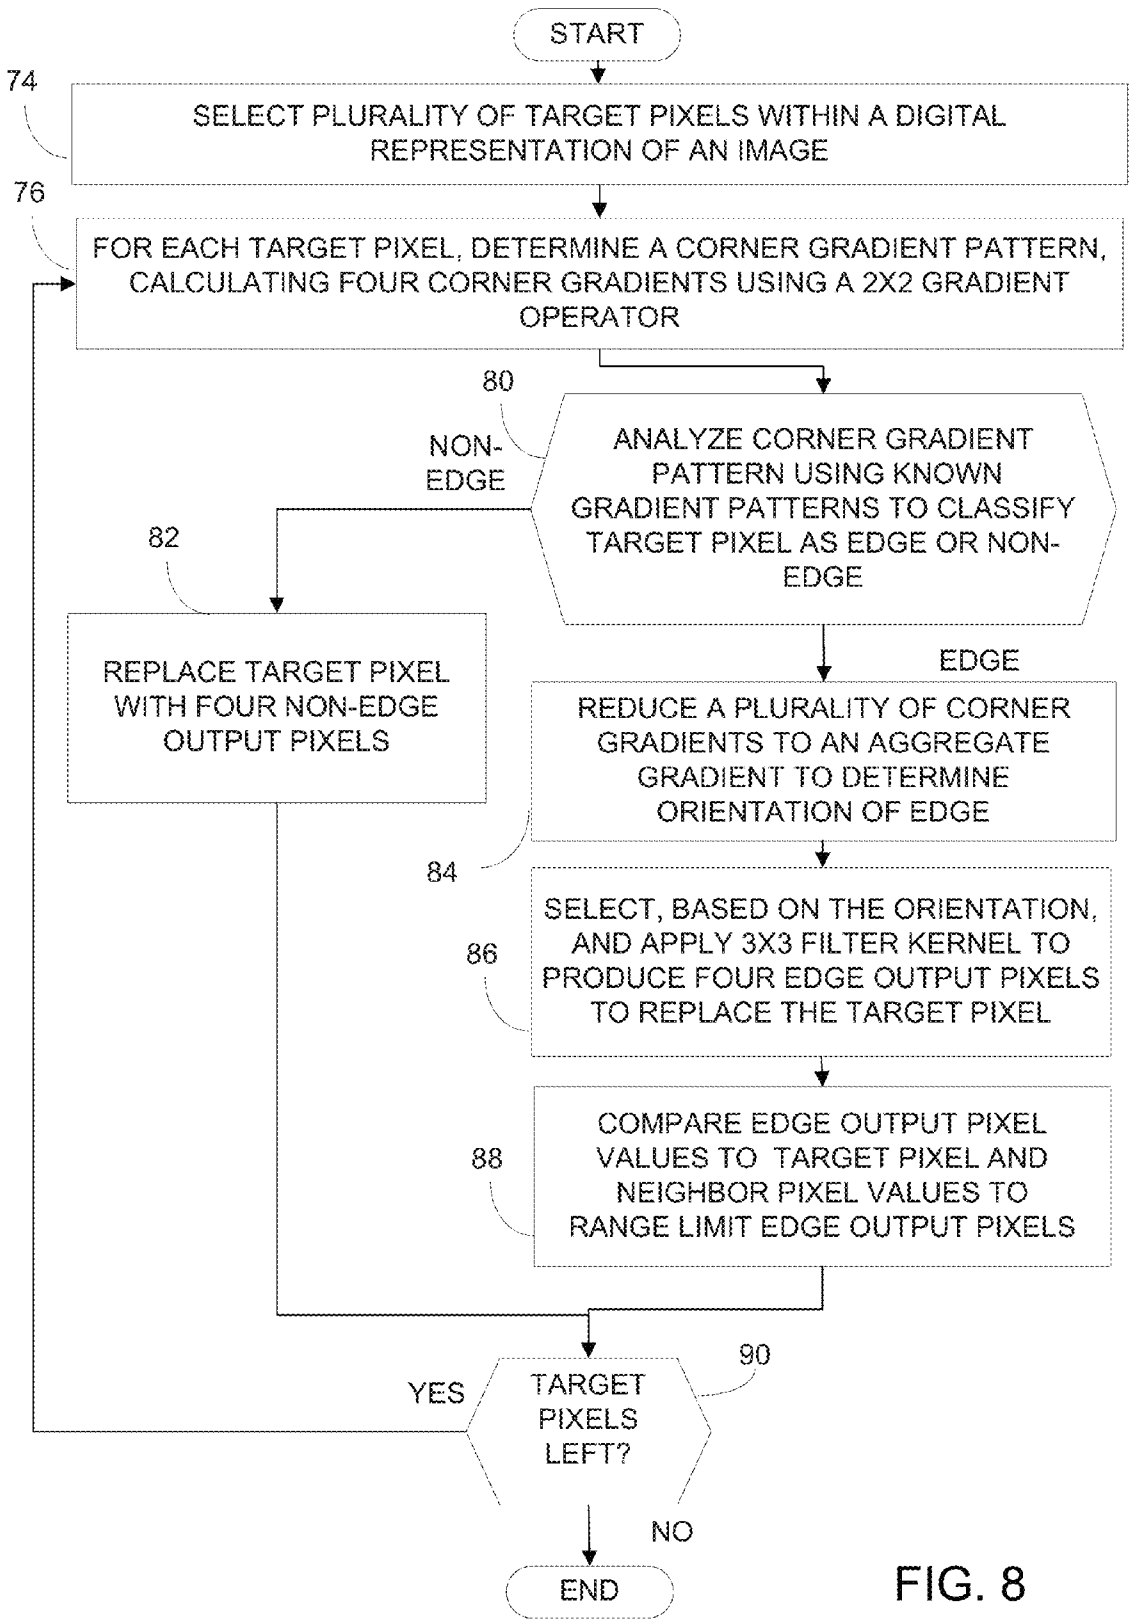 START
74
SELECT PLURALITY OF TARGET PIXELS WITHIN A DIGITAL
REPRESENTATION OF AN IMAGE
76
FOR EACH TARGET PIXEL, DETERMINE A CORNER GRADIENT PATTERN,
CALCULATING FOUR CORNER GRADIENTS USING A 2X2 GRADIENT
OPERATOR
80
ANALYZE CORNER GRADIENT
PATTERN USING KNOWN
GRADIENT PATTERNS TO CLASSIFY
TARGET PIXEL AS EDGE OR NON-
EDGE
NON-
EDGE
82
REPLACE TARGET PIXEL
WITH FOUR NON-EDGE
OUTPUT PIXELS
EDGE
REDUCE A PLURALITY OF CORNER
GRADIENTS TO AN AGGREGATE
GRADIENT TO DETERMINE
ORIENTATION OF EDGE
84
SELECT, BASED ON THE ORIENTATION,
AND APPLY 3X3 FILTER KERNEL TO
PRODUCE FOUR EDGE OUTPUT PIXELS
TO REPLACE THE TARGET PIXEL
86
COMPARE EDGE OUTPUT PIXEL
VALUES TO TARGET PIXEL AND
NEIGHBOR PIXEL VALUES TO
RANGE LIMIT EDGE OUTPUT PIXELS
88
90
YES
TARGET
PIXELS
LEFT?
NO
END
FIG. 8